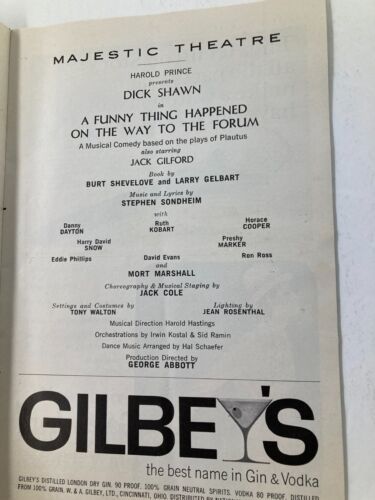 MAJESTIC THEATRE
HAROLD PRINCE
presents
DICK SHAWN
in
A FUNNY THING HAPPENED
ON THE WAY TO THE FORUM
A Musical Comedy based on the plays of Plautus
also starring
JACK GILFORD
Book by
BURT SHEVELOVE and LARRY GELBART
Music and Lyrics by
STEPHEN SONDHEIM
with
Danny DAYTON
Ruth KOBART
Horace COOPER
Harry David SNOW
Preshy MARKER
Eddie Phillips
David Evans
Ron Ross
and
MORT MARSHALL
Choreography & Musical Staging by
JACK COLE
Settings and Costumes by
TONY WALTON
Lighting by
JEAN ROSENTHAL
Musical Direction Harold Hastings
Orchestrations by Irwin Kostal & Sid Ramin
Dance Music Arranged by Hal Schaefer
Production Directed by
GEORGE ABBOTT
GILBEY'S
the best name in Gin & Vodka
GILBEY'S DISTILLED LONDON DRY GIN. 90 PROOF. 100% GRAIN NEUTRAL SPIRITS. VODKA 80 PROOF. DISTILLED
FROM 100% GRAIN. W. & A. GILBEY, LTD., CINCINNATI, OHIO. DISTRIBUTED BY